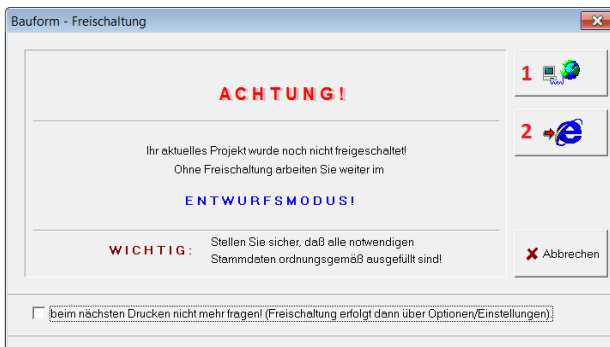 Bauform - Freischaltung
ACHTUNG!
Ihr aktuelles Projekt wurde noch nicht freigeschaltet!
Ohne Freischaltung arbeiten Sie weiter im
ENTWURFSMODUS!
WICHTIG: Stellen Sie sicher, daß alle notwendigen
Stammdaten ordnungsgemäß ausgefüllt sind!
1
2
Abbrechen
beim nächsten Drucken nicht mehr fragen! (Freischaltung erfolgt dann über Optionen/Einstellungen)